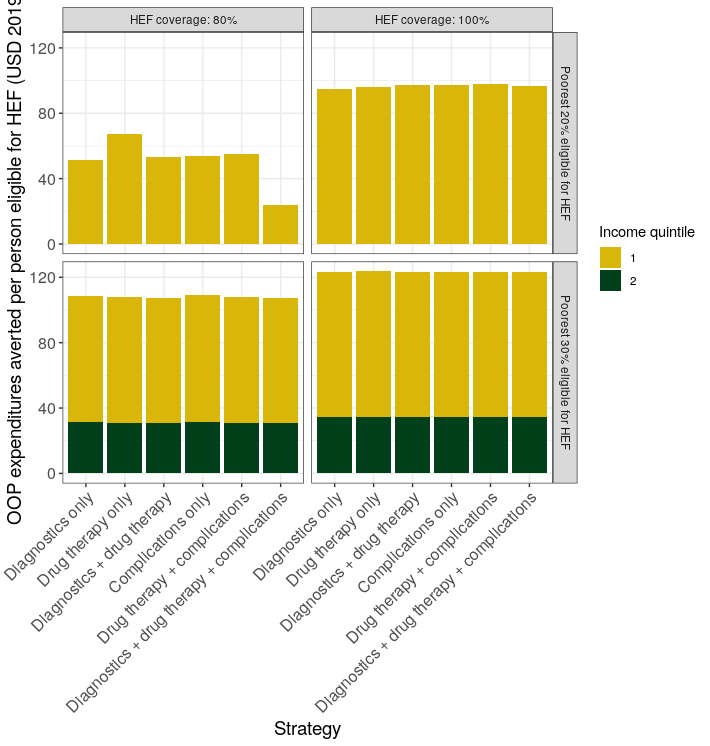 HEF coverage: 80%
HEF coverage: 100%
OOP expenditures averted per person eligible for HEF (USD 2019
120
80
40
0
Poorest 20% eligible for HEF
120
80
40
0
Poorest 30% eligible for HEF
Income quintile
1
2
Diagnostics only
Drug therapy only
Diagnostics + drug therapy
Complications only
Drug therapy + complications
Diagnostics + drug therapy + complications
Diagnostics only
Drug therapy only
Diagnostics + drug therapy
Complications only
Drug therapy + complications
Diagnostics + drug therapy + complications
Strategy